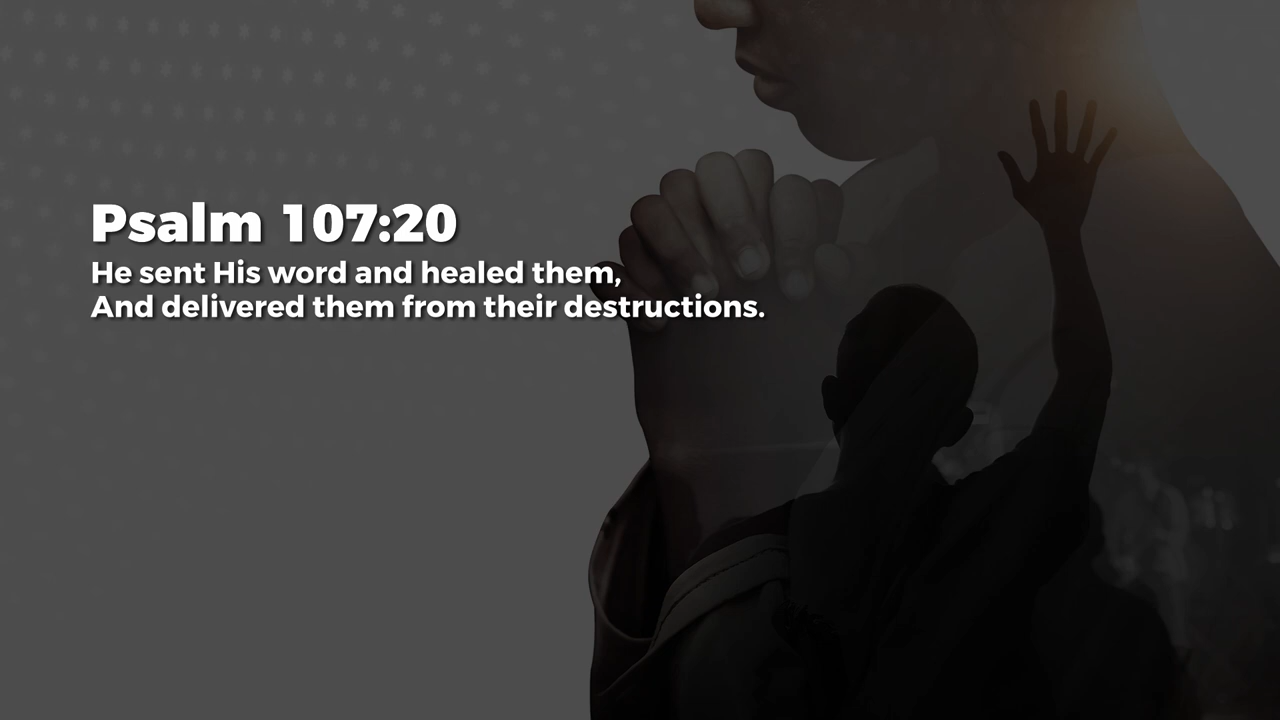 Psalm 107:20
He sent His word and healed them,
And delivered them from their destructions.